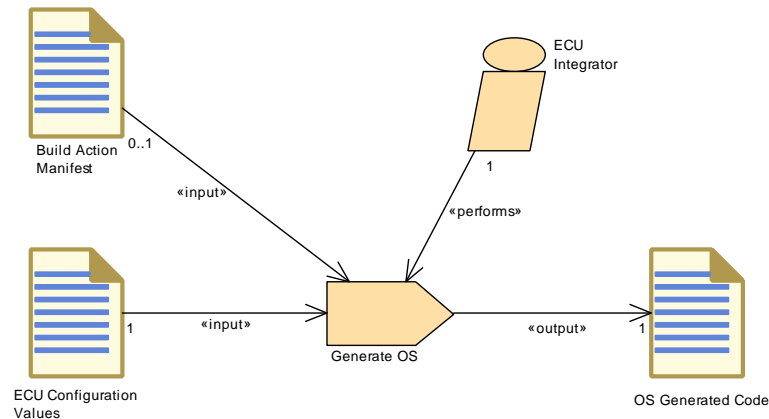 ECU
Integrator
0..1
Build Action
Manifest
1
«input»
«performs»
1
«input»
«output»
1
Generate OS
ECU Configuration
Values
OS Generated Code